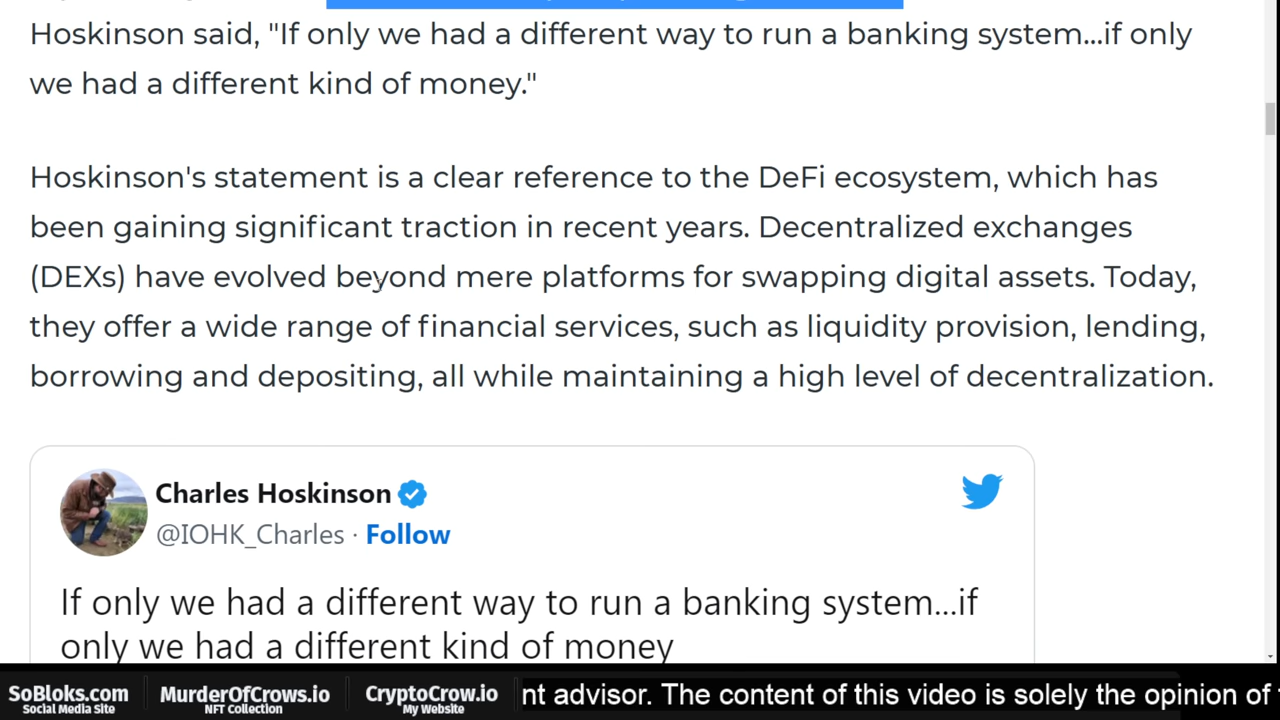 Hoskinson said, "If only we had a different way to run a banking system...if only
we had a different kind of money."
Hoskinson's statement is a clear reference to the DeFi ecosystem, which has
been gaining significant traction in recent years. Decentralized exchanges
(DEXs) have evolved beyond mere platforms for swapping digital assets. Today,
they offer a wide range of financial services, such as liquidity provision, lending,
borrowing and depositing, all while maintaining a high level of decentralization.
Charles Hoskinson
@IOHK_Charles · Follow
If only we had a different way to run a banking system...if
only we had a different kind of money
SoBloks.com MurderOfCrows.io CryptoCrow.io nt advisor. The content of this video is solely the opinion of
Social Media Site NFT Collection My Website